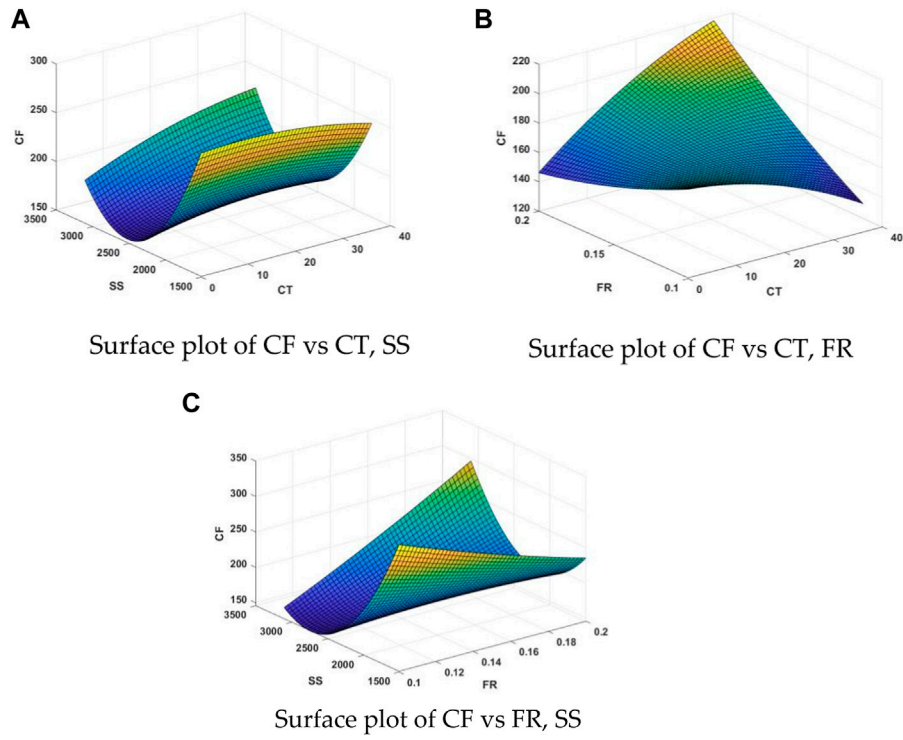 A
300
250
200
150
CF
3500
3000
2500
2000
1500
SS
0
10
20
30
40
CT
Surface plot of CF vs CT, SS
B
220
200
180
160
140
120
CF
0.2
0.15
0.1
FR
0
10
20
30
40
CT
Surface plot of CF vs CT, FR
C
350
300
250
200
150
CF
3500
3000
2500
2000
1500
SS
0.1
0.12
0.14
0.16
0.18
0.2
FR
Surface plot of CF vs FR, SS